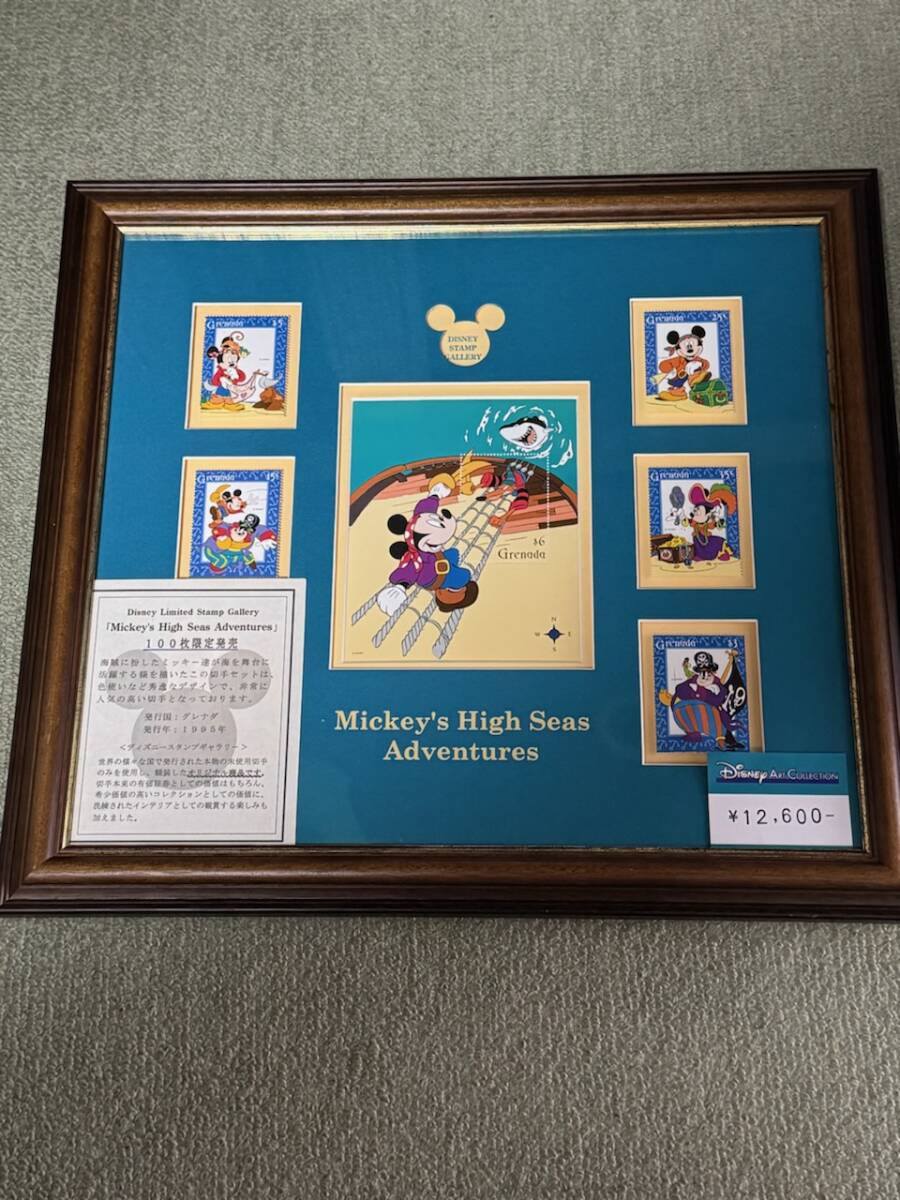 Grenada $5
DISNEY
STAMP
GALLERY
Grenada
Grenada
Grenada 35¢
$6
Grenada
N
W E
S
Grenada $3
Mickey's High Seas
Adventures
Disney Limited Stamp Gallery
「Mickey's High Seas Adventures」
100枚限定発売
海賊に扮したミッキー達が海を舞台に
活躍する様を描いたこの切手セットは、
色使いなど秀逸なデザインで、非常に
人気の高い切手となっております。
発行国：グレナダ
発行年：1995年
＜ディズニースタンプギャラリー＞
世界の様々な国で発行された本物の未使用切手
のみを使用し、額装したオリジナル商品です。
切手本来の有価証券としての価値はもちろん、
希少価値の高いコレクションとしての価値に、
洗練されたインテリアとしての観賞する楽しみも
加えました。
DISNEY ART COLLECTION
¥12,600-